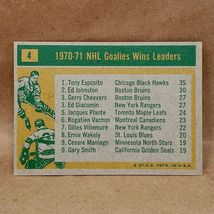 4
1970-71 NHL Goalies Wins Leaders
1. Tony Esposito Chicago Black Hawks 35
2. Ed Johnston Boston Bruins 30
3. Gerry Cheevers Boston Bruins 27
4. Ed Giacomin New York Rangers 27
5. Jacques Plante Toronto Maple Leafs 24
6. Rogatien Vachon Montreal Canadiens 23
7. Gilles Villemure New York Rangers 22
8. Ernie Wakely St. Louis Blues 20
9. Cesare Maniago Minnesota North Stars 19
9. Gary Smith California Golden Seals 19